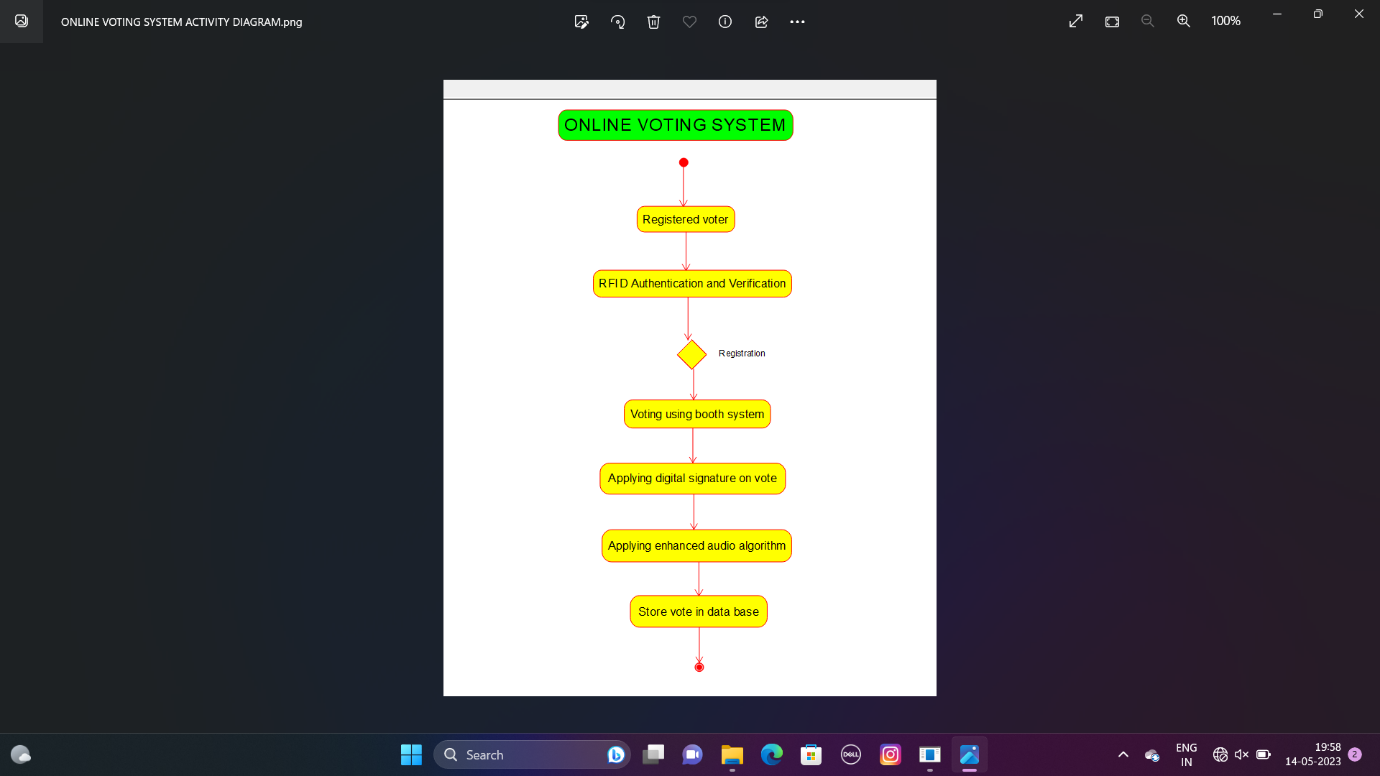 ONLINE VOTING SYSTEM ACTIVITY DIAGRAM.png
100%
ONLINE VOTING SYSTEM
Registered voter
RFID Authentication and Verification
Registration
Voting using booth system
Applying digital signature on vote
Applying enhanced audio algorithm
Store vote in data base
Search
DELL
ENG
IN
19:58
14-05-2023
2